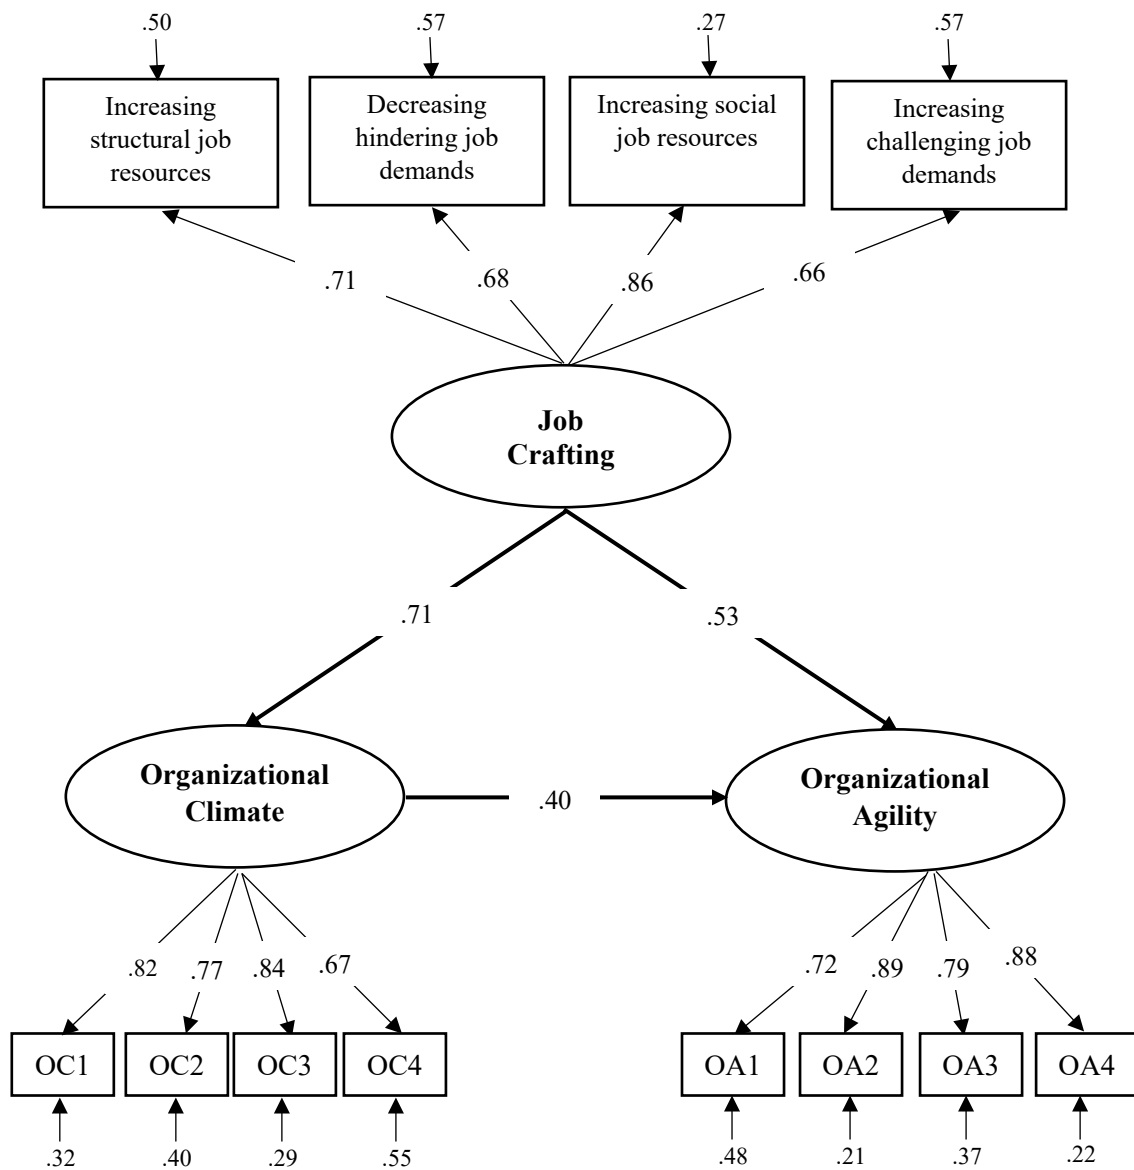 .50
.57
.27
.57
Increasing
structural job
resources
Decreasing
hindering job
demands
Increasing social
job resources
Increasing
challenging job
demands
.71
.68
.86
.66
Job
Crafting
.71
.53
Organizational
Climate
.40
Organizational
Agility
.82
.77
.84
.67
.72
.89
.79
.88
OC1
OC2
OC3
OC4
OA1
OA2
OA3
OA4
.32
.40
.29
.55
.48
.21
.37
.22